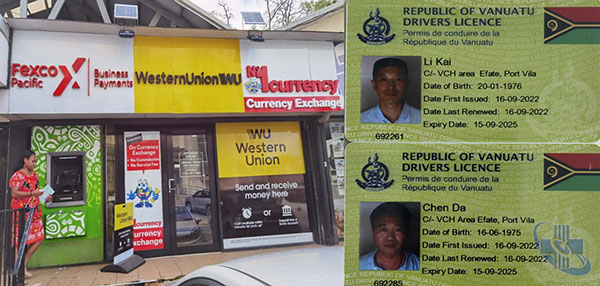 Fexco
Pacific
Business
Payments
WesternUnion WU
No1currency
Currency Exchange
On Currency
Exchange
• No Commission
• No Service Fee
currency
Currency Exchange
WU
Western
Union
Send and receive
money here
Western
Union
REPUBLIC OF VANUATU
DRIVERS LICENCE
Permis de conduire de la
République du Vanuatu
Li Kai
C/- VCH area Efate, Port Vila
Date of Birth: 20-01-1976
Date First Issued: 16-09-2022
Date Last Renewed: 16-09-2022
Expiry Date: 15-09-2025
692261
REPUBLIC OF VANUATU
DRIVERS LICENCE
Permis de conduire de la
République du Vanuatu
Chen Da
C/- VCH Area Efate, Port Vila
Date of Birth: 16-06-1975
Date First Issued: 16-09-2022
Date Last Renewed: 16-09-2022
Expiry Date: 15-09-2025
692285